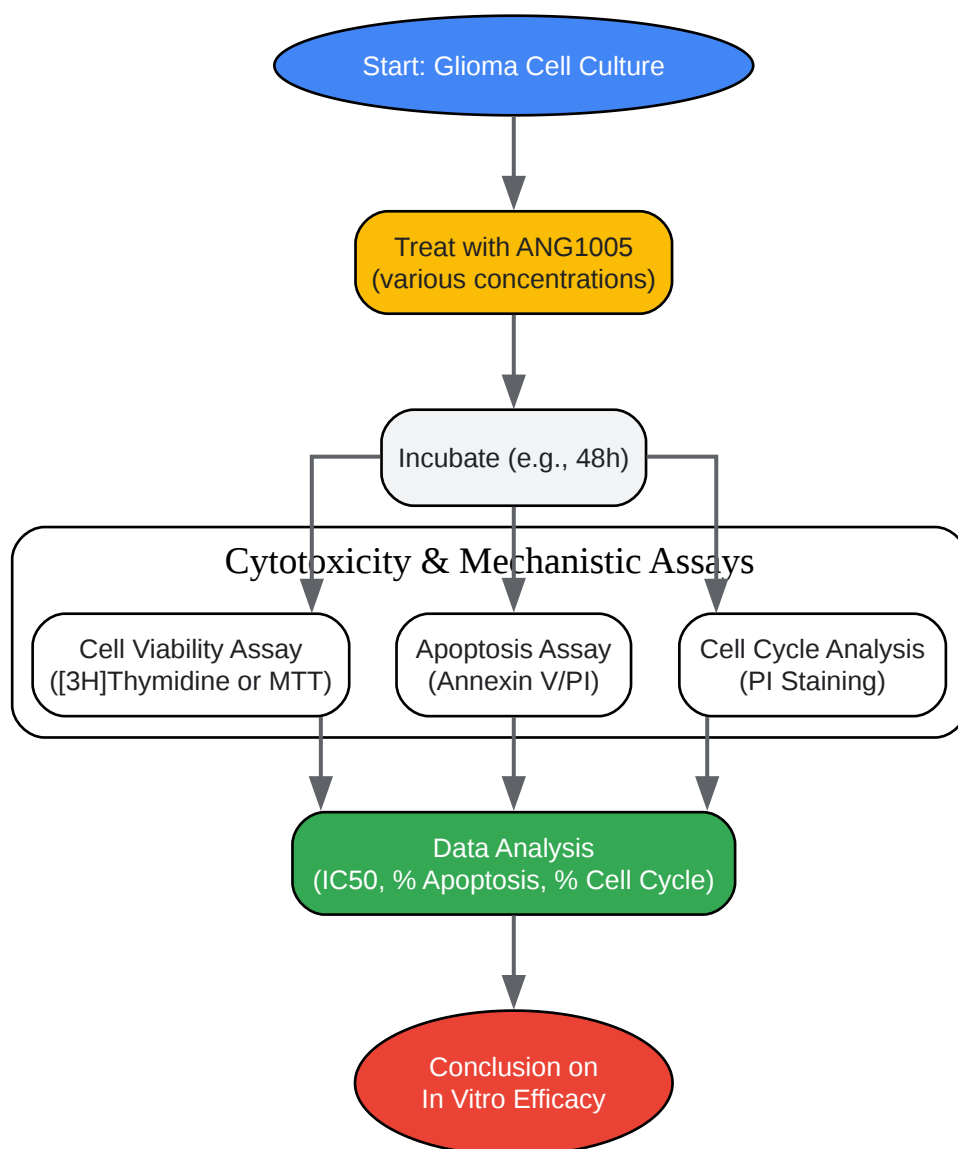 Start: Glioma Cell Culture
Treat with ANG1005
(various concentrations)
Incubate (e.g., 48h)
Cytotoxicity & Mechanistic Assays
Cell Viability Assay
([3H]Thymidine or MTT)
Apoptosis Assay
(Annexin V/PI)
Cell Cycle Analysis
(PI Staining)
Data Analysis
(IC50, % Apoptosis, % Cell Cycle)
Conclusion on
In Vitro Efficacy